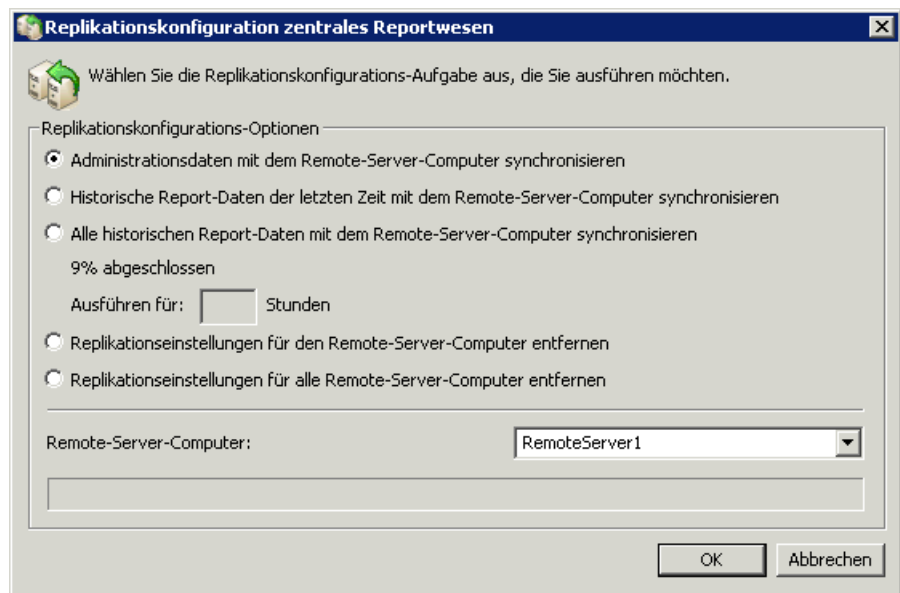 Replikationskonfiguration zentrales Reportwesen
Wählen Sie die Replikationskonfigurations-Aufgabe aus, die Sie ausführen möchten.
Replikationskonfigurations-Optionen
Administrationsdaten mit dem Remote-Server-Computer synchronisieren
Historische Report-Daten der letzten Zeit mit dem Remote-Server-Computer synchronisieren
Alle historischen Report-Daten mit dem Remote-Server-Computer synchronisieren
9% abgeschlossen
Ausführen für: Stunden
Replikationseinstellungen für den Remote-Server-Computer entfernen
Replikationseinstellungen für alle Remote-Server-Computer entfernen
Remote-Server-Computer: RemoteServer1
OK Abbrechen